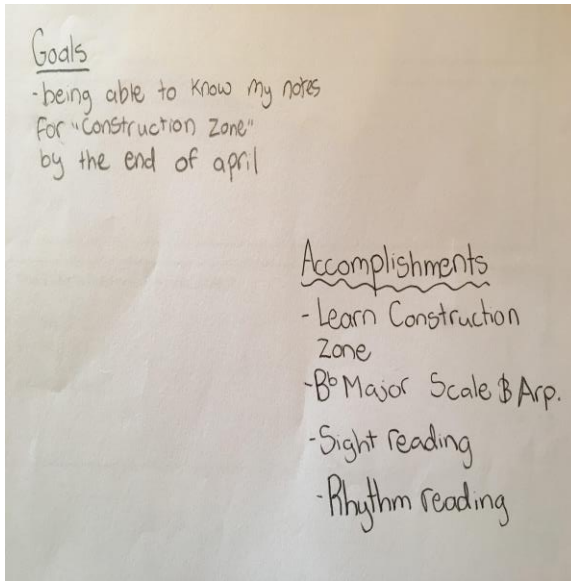 Goals
-being able to know my notes
for "Construction Zone"
by the end of april
Accomplishments
- Learn Construction
Zone
-Bb Major Scale & Arp.
-Sight reading
-Rhythm reading